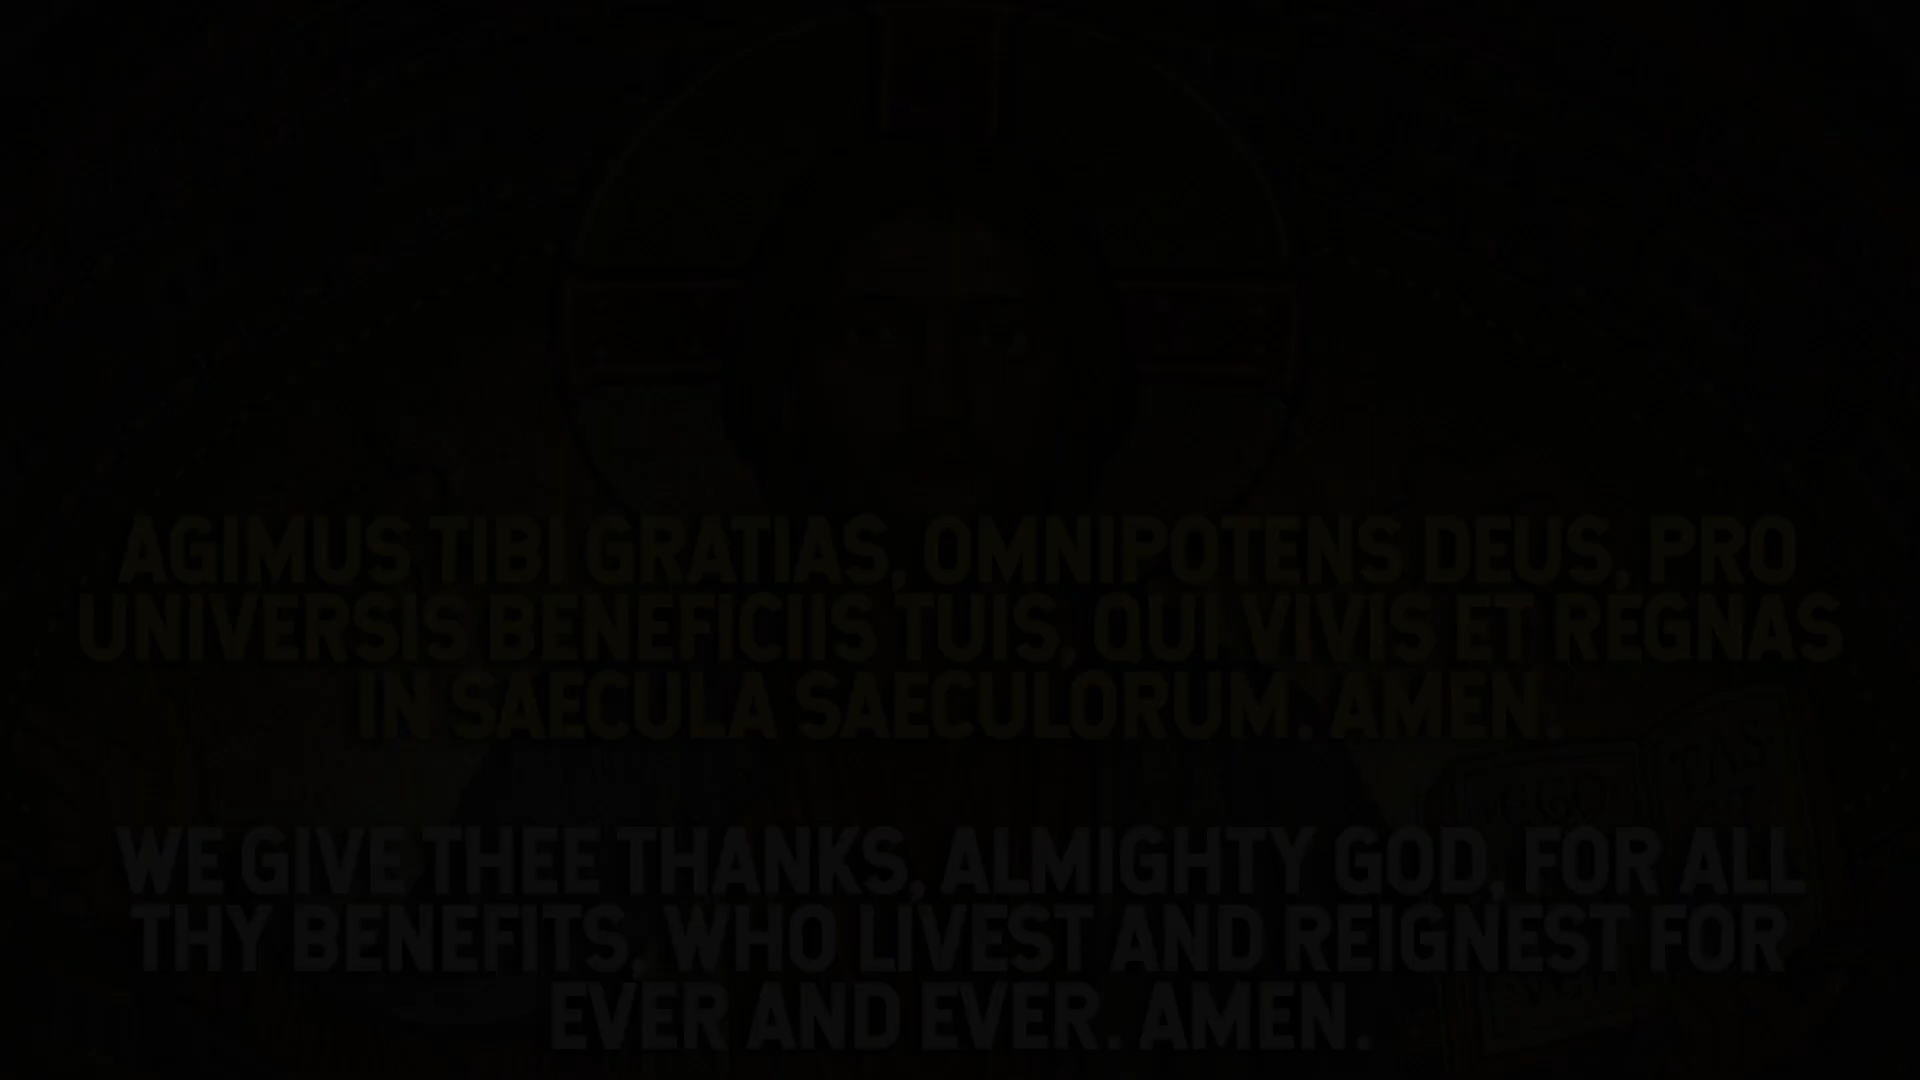 AGIMUS TIBI GRATIAS, OMNIPOTENS DEUS, PRO
UNIVERSIS BENEFICIIS TUIS, QUI VIVIS ET REGNAS
IN SAECULA SAECULORUM. AMEN.
WE GIVE THEE THANKS, ALMIGHTY GOD, FOR ALL
THY BENEFITS, WHO LIVEST AND REIGNEST FOR
EVER AND EVER. AMEN.